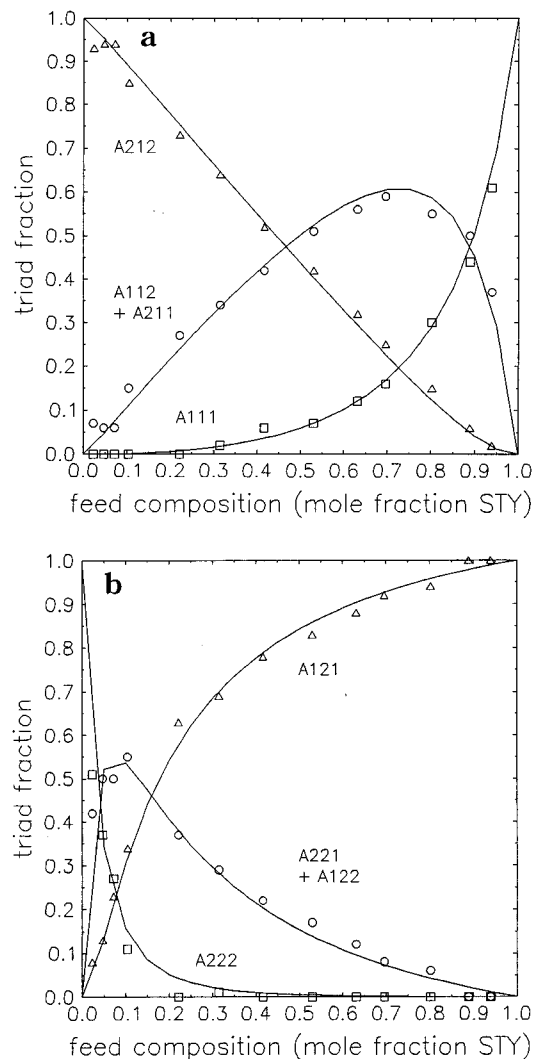 a
1.0
0.9
0.8
0.7
0.6
0.5
0.4
0.3
0.2
0.1
0.0
triad fraction
A212
A112
+ A211
A111
0.0 0.1 0.2 0.3 0.4 0.5 0.6 0.7 0.8 0.9 1.0
feed composition (mole fraction STY)
b
1.0
0.9
0.8
0.7
0.6
0.5
0.4
0.3
0.2
0.1
0.0
triad fraction
A121
A221
+ A122
A222
0.0 0.1 0.2 0.3 0.4 0.5 0.6 0.7 0.8 0.9 1.0
feed composition (mole fraction STY)